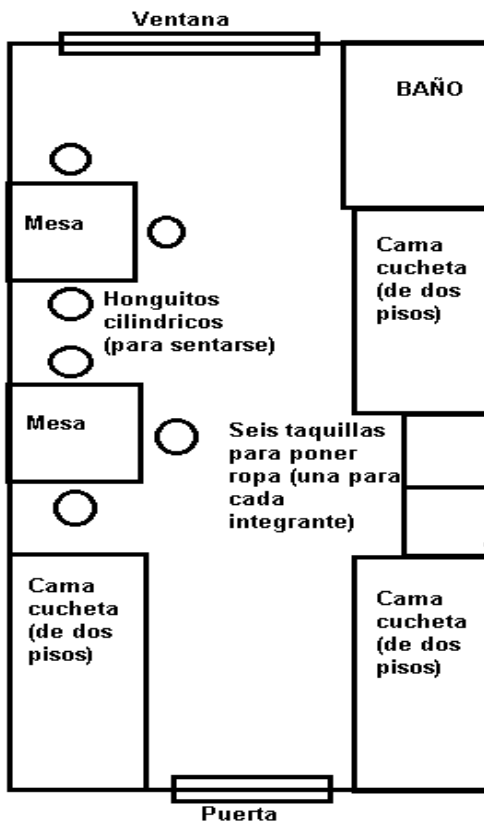 Ventana
BAÑO
Mesa
Cama
cucheta
(de dos
pisos)
Honguitos
cilindricos
(para sentarse)
Mesa
Seis taquillas
para poner
ropa (una para
cada
integrante)
Cama
cucheta
(de dos
pisos)
Cama
cucheta
(de dos
pisos)
Puerta